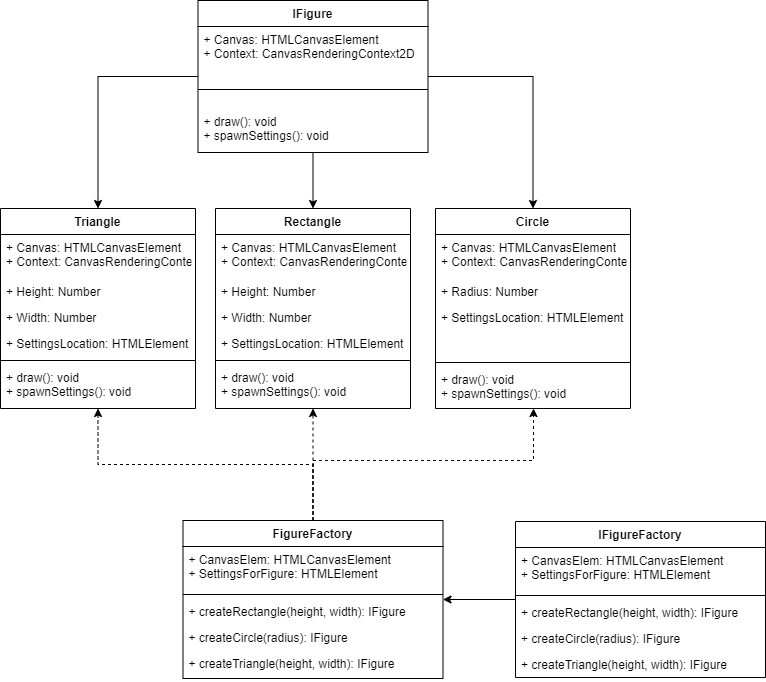 IFigure
+ Canvas: HTMLCanvasElement
+ Context: CanvasRenderingContext2D
+ draw(): void
+ spawnSettings(): void
Triangle
+ Canvas: HTMLCanvasElement
+ Context: CanvasRenderingConte
+ Height: Number
+ Width: Number
+ SettingsLocation: HTMLElement
+ draw(): void
+ spawnSettings(): void
Rectangle
+ Canvas: HTMLCanvasElement
+ Context: CanvasRenderingConte
+ Height: Number
+ Width: Number
+ SettingsLocation: HTMLElement
+ draw(): void
+ spawnSettings(): void
Circle
+ Canvas: HTMLCanvasElement
+ Context: CanvasRenderingConte
+ Radius: Number
+ SettingsLocation: HTMLElement
+ draw(): void
+ spawnSettings(): void
FigureFactory
+ CanvasElem: HTMLCanvasElement
+ SettingsForFigure: HTMLElement
+ createRectangle(height, width): IFigure
+ createCircle(radius): IFigure
+ createTriangle(height, width): IFigure
IFigureFactory
+ CanvasElem: HTMLCanvasElement
+ SettingsForFigure: HTMLElement
+ createRectangle(height, width): IFigure
+ createCircle(radius): IFigure
+ createTriangle(height, width): IFigure